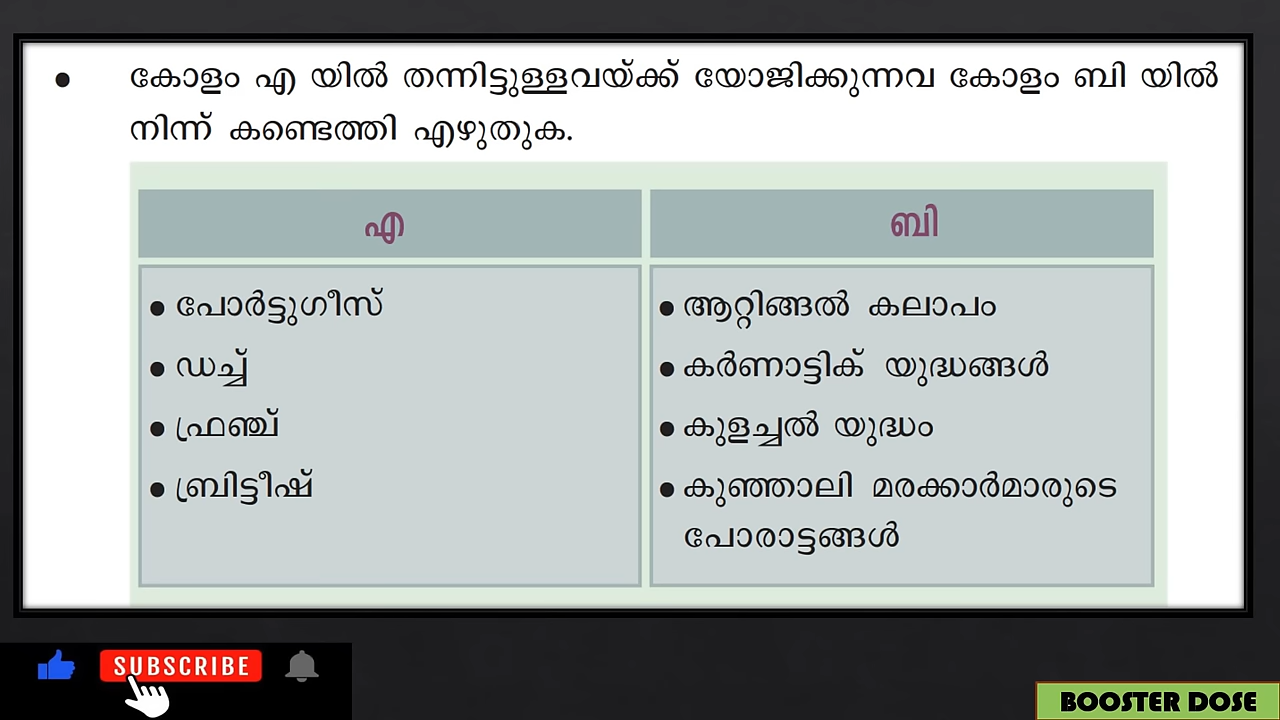 ● കോളം എ യിൽ തന്നിട്ടുള്ളവയ്ക്ക് യോജിക്കുന്നവ കോളം ബി യിൽ
നിന്ന് കണ്ടെത്തി എഴുതുക.
എ
● പോർട്ടുഗീസ്
● ഡച്ച്
● ഫ്രഞ്ച്
● ബ്രിട്ടീഷ്
ബി
● ആറ്റിങ്ങൽ കലാപം
● കർണാട്ടിക് യുദ്ധങ്ങൾ
● കുളച്ചൽ യുദ്ധം
● കുഞ്ഞാലി മരക്കാർമാരുടെ
പോരാട്ടങ്ങൾ
SUBSCRIBE
BOOSTER DOSE